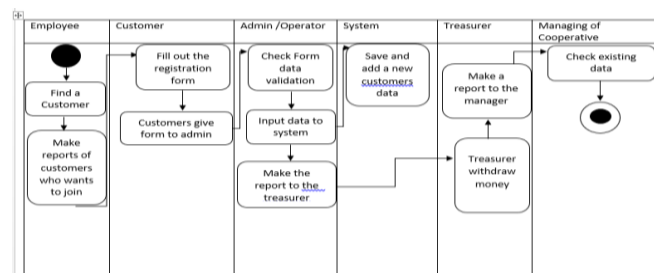 Employee
Customer
Admin /Operator
System
Treasurer
Managing of
Cooperative
Find a
Customer
Make
reports of
customers
who wants
to join
Fill out the
registration
form
Customers give
form to admin
Check Form
data
validation
Input data to
system
Make the
report to the
treasurer
Save and
add a new
customers
data
Make a
report to the
manager
Treasurer
withdraw
money
Check existing
data